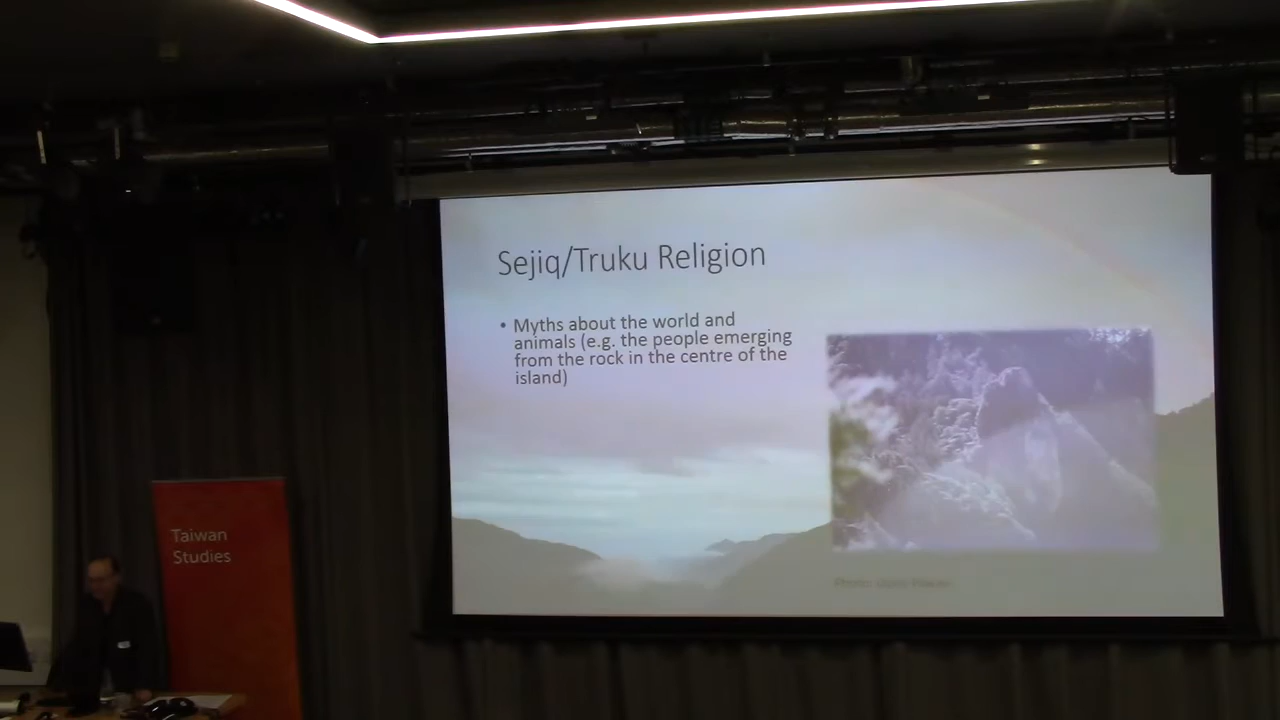 Sejiq/Truku Religion
• Myths about the world and
animals (e.g. the people emerging
from the rock in the centre of the
island)
Taiwan
Studies